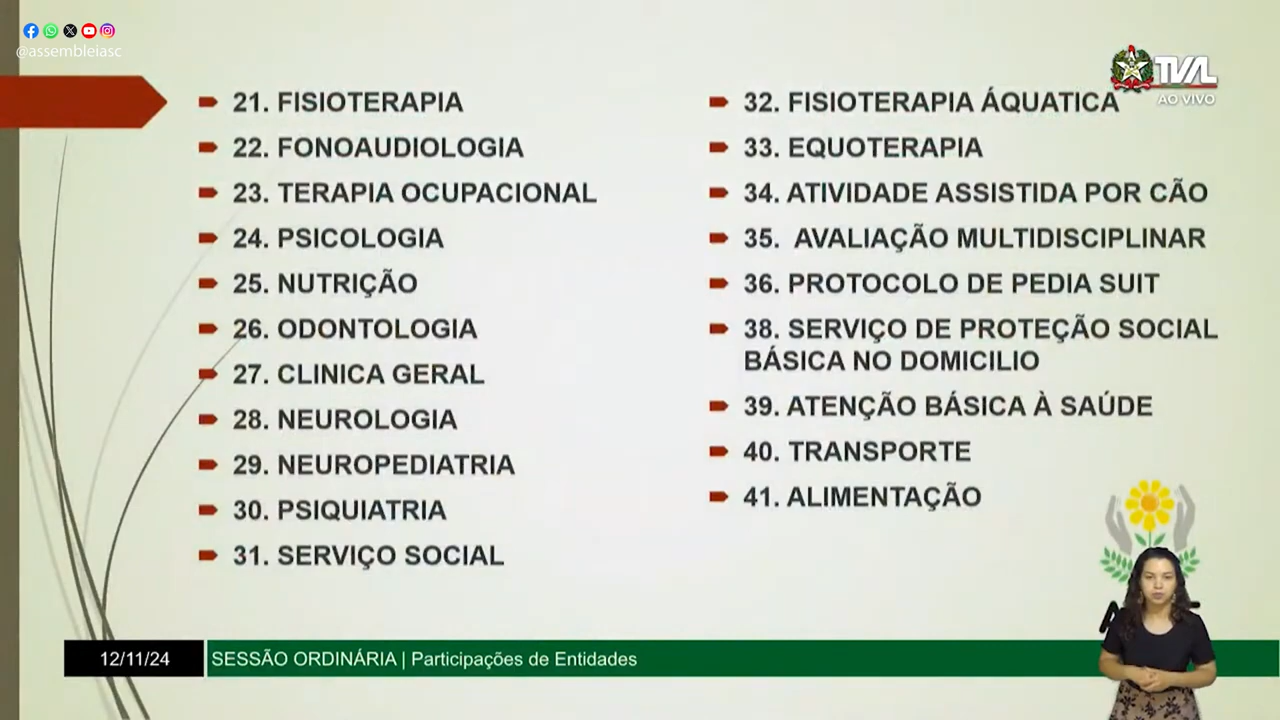 @assembleiasc
TVAL
AO VIVO
21. FISIOTERAPIA
22. FONOAUDIOLOGIA
23. TERAPIA OCUPACIONAL
24. PSICOLOGIA
25. NUTRIÇÃO
26. ODONTOLOGIA
27. CLINICA GERAL
28. NEUROLOGIA
29. NEUROPEDIATRIA
30. PSIQUIATRIA
31. SERVIÇO SOCIAL
32. FISIOTERAPIA ÁQUATICA
33. EQUOTERAPIA
34. ATIVIDADE ASSISTIDA POR CÃO
35. AVALIAÇÃO MULTIDISCIPLINAR
36. PROTOCOLO DE PEDIA SUIT
38. SERVIÇO DE PROTEÇÃO SOCIAL
BÁSICA NO DOMICILIO
39. ATENÇÃO BÁSICA À SAÚDE
40. TRANSPORTE
41. ALIMENTAÇÃO
12/11/24
SESSÃO ORDINÁRIA | Participações de Entidades